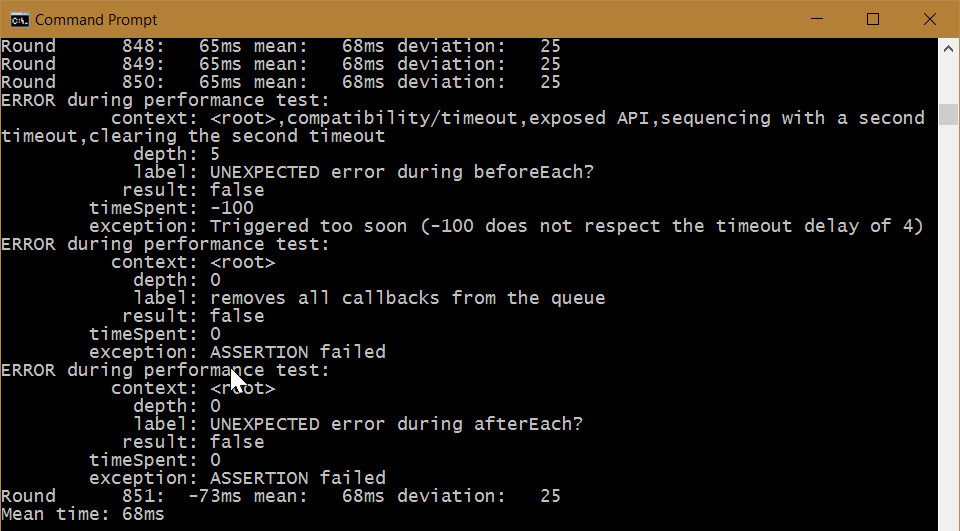 Command Prompt
Round      848:   65ms mean:   68ms deviation:   25
Round      849:   65ms mean:   68ms deviation:   25
Round      850:   65ms mean:   68ms deviation:   25
ERROR during performance test:
          context: <root>,compatibility/timeout,exposed API,sequencing with a second
timeout,clearing the second timeout
            depth: 5
            label: UNEXPECTED error during beforeEach?
           result: false
        timeSpent: -100
        exception: Triggered too soon (-100 does not respect the timeout delay of 4)
ERROR during performance test:
          context: <root>
            depth: 0
            label: removes all callbacks from the queue
           result: false
        timeSpent: 0
        exception: ASSERTION failed
ERROR during performance test:
          context: <root>
            depth: 0
            label: UNEXPECTED error during afterEach?
           result: false
        timeSpent: 0
        exception: ASSERTION failed
Round      851:  -73ms mean:   68ms deviation:   25
Mean time: 68ms